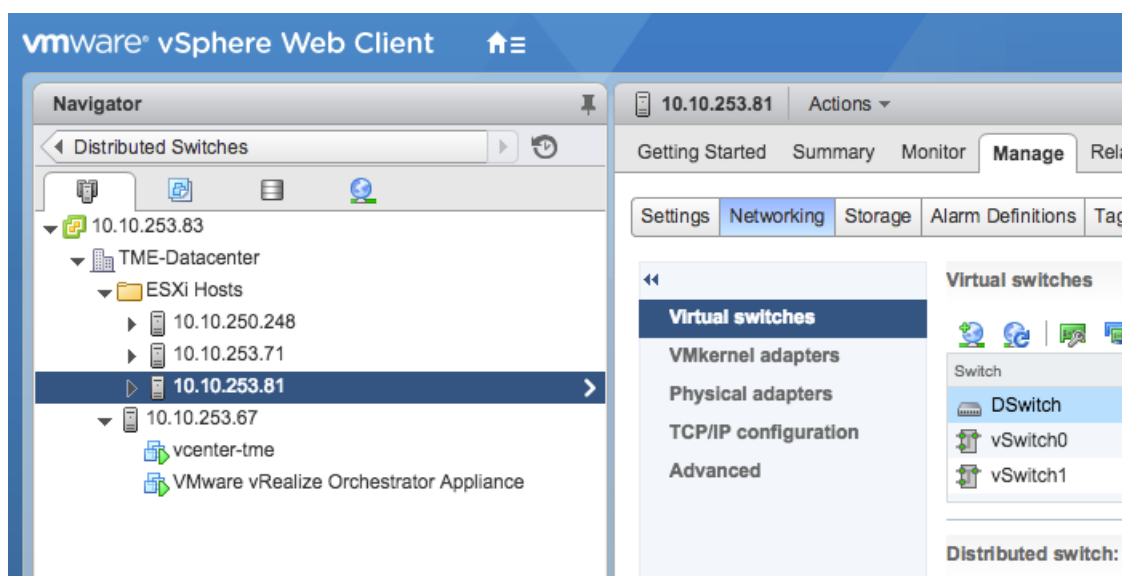 vmware® vSphere Web Client
Navigator
Distributed Switches
10.10.253.83
TME-Datacenter
ESXi Hosts
10.10.250.248
10.10.253.71
10.10.253.81
10.10.253.67
vcenter-tme
VMware vRealize Orchestrator Appliance
10.10.253.81 Actions
Getting Started Summary Monitor Manage Rela
Settings Networking Storage Alarm Definitions Tag
Virtual switches
VMkernel adapters
Physical adapters
TCP/IP configuration
Advanced
Virtual switches
Switch
DSwitch
vSwitch0
vSwitch1
Distributed switch: